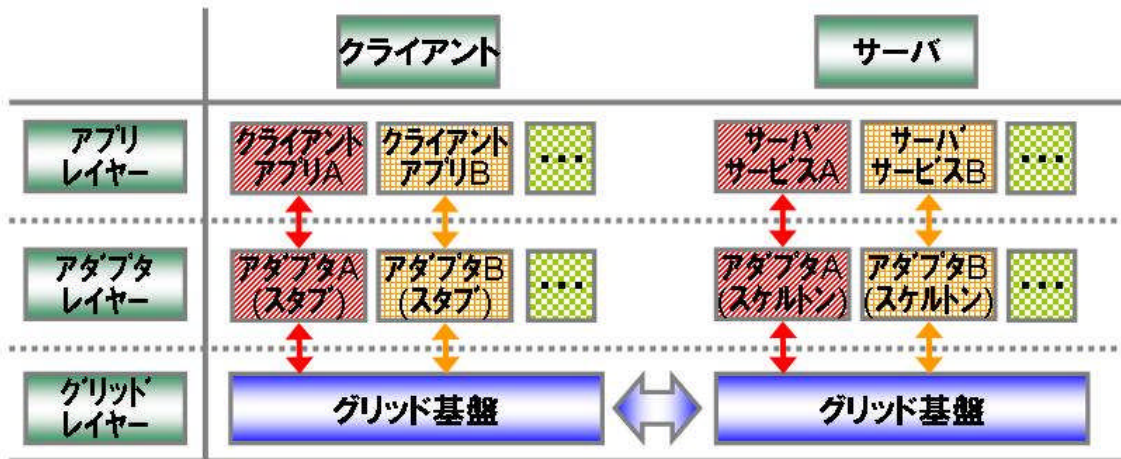 クライアント
サーバ
アプリ
レイヤー
クライアント
アプリA
クライアント
アプリB
...
サーバ
サービスA
サーバ
サービスB
...
アダプタ
レイヤー
アダプタA
(スタブ)
アダプタB
(スタブ)
...
アダプタA
(スケルトン)
アダプタB
(スケルトン)
...
グリッド
レイヤー
グリッド基盤
グリッド基盤